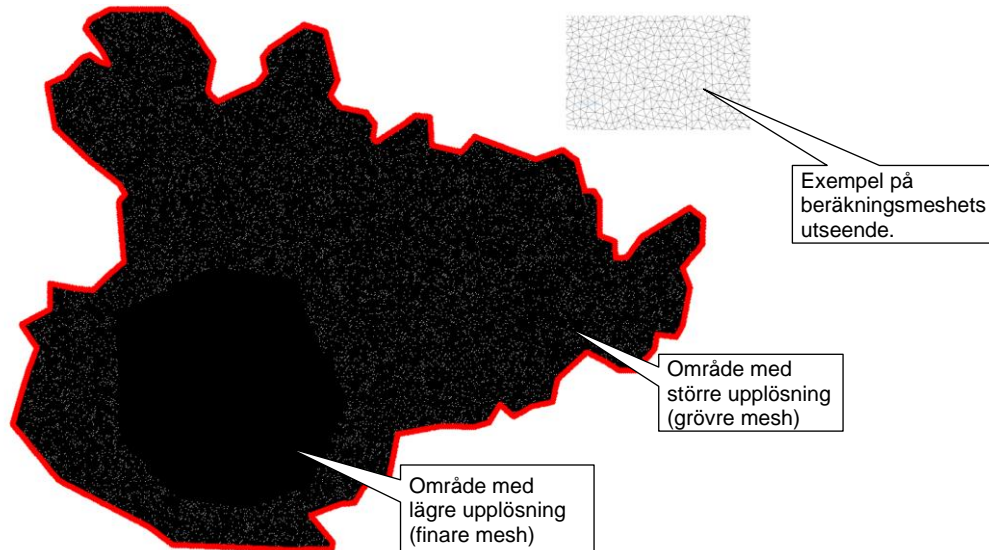 Exempel på
beräkningsmeshets
utseende.
Område med
större upplösning
(grövre mesh)
Område med
lägre upplösning
(finare mesh)